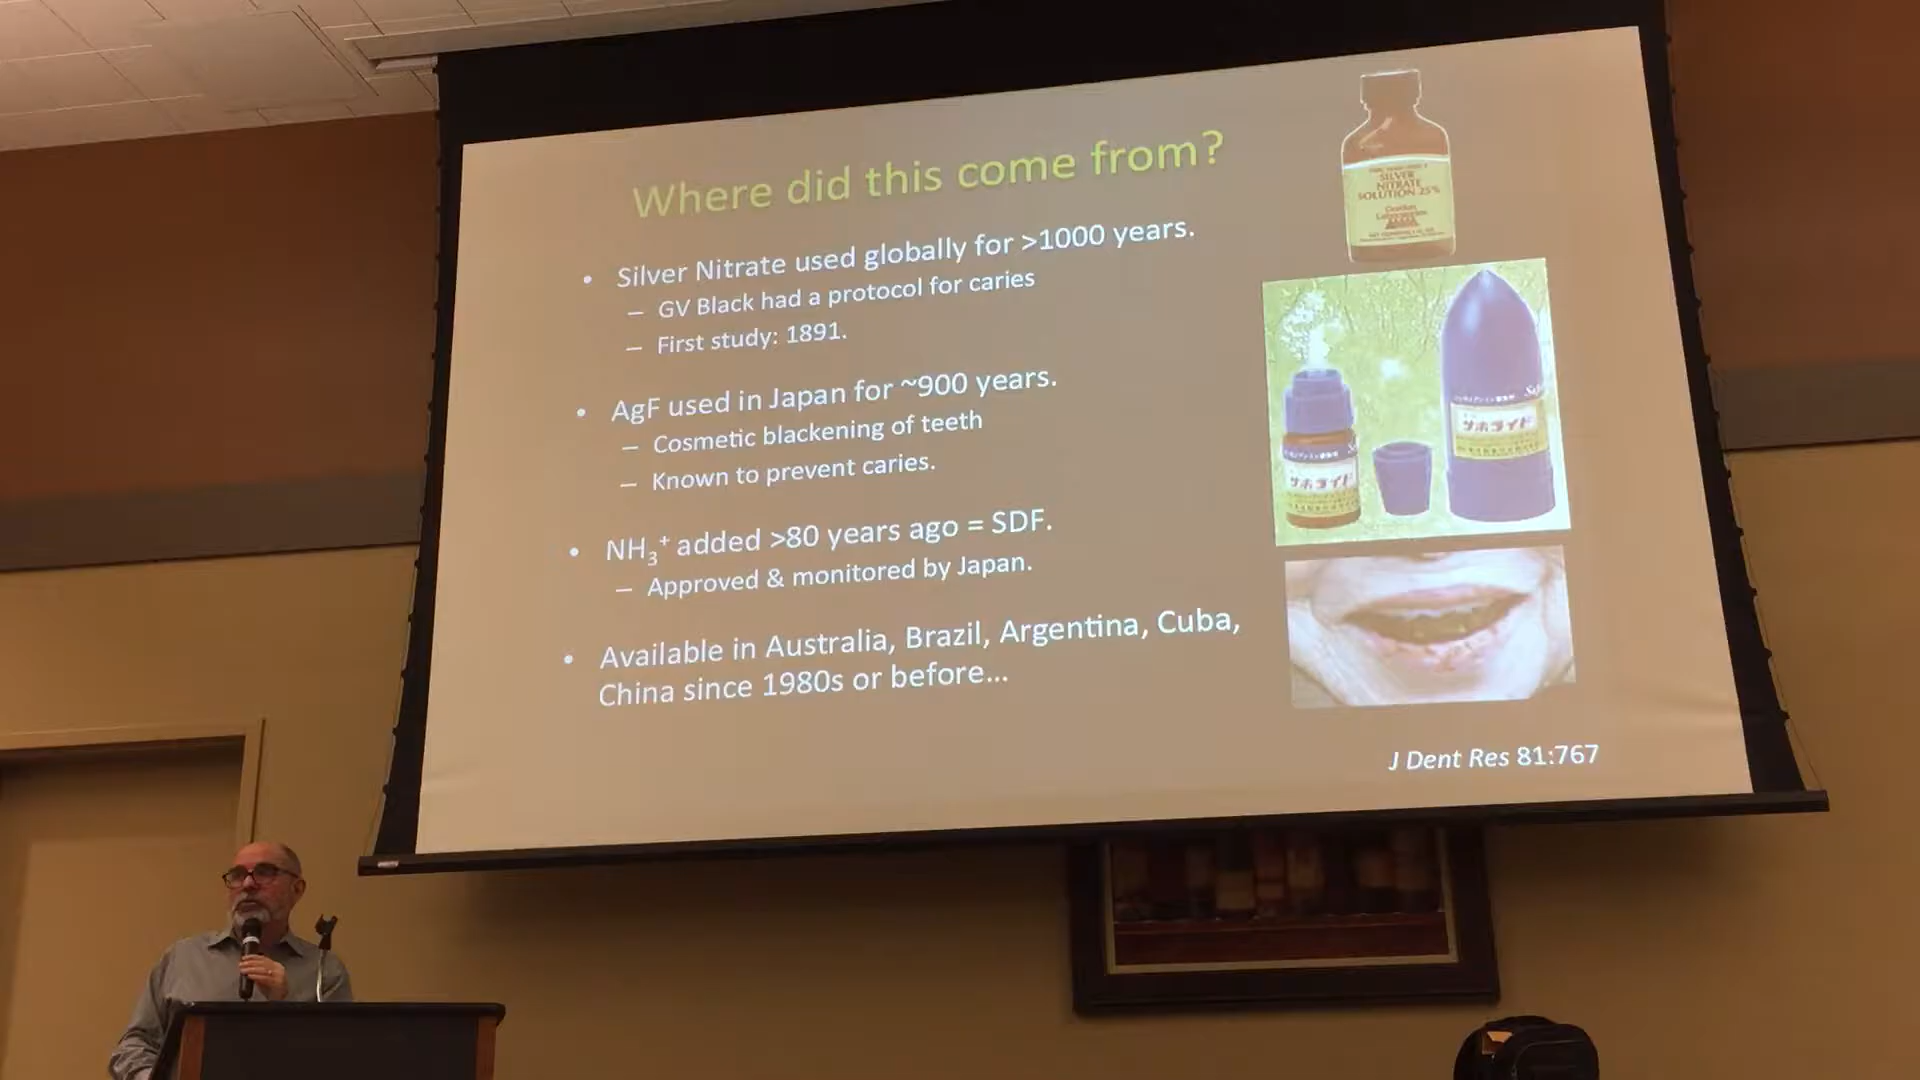 Where did this come from?
• Silver Nitrate used globally for >1000 years.
– GV Black had a protocol for caries
– First study: 1891.
• AgF used in Japan for ~900 years.
– Cosmetic blackening of teeth
– Known to prevent caries.
• NH₃⁺ added >80 years ago = SDF.
– Approved & monitored by Japan.
• Available in Australia, Brazil, Argentina, Cuba,
China since 1980s or before...
J Dent Res 81:767
SILVER
NITRATE
SOLUTION 25%
サホライド
サホライド